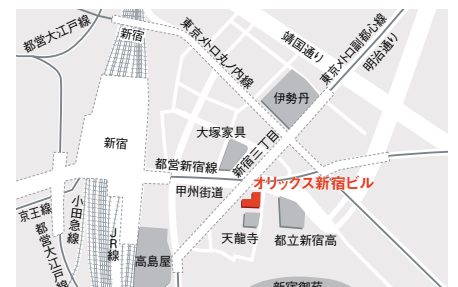 都営大江戸線
新宿
東京メトロ丸ノ内線
靖国通り
東京メトロ副都心線
明治通り
伊勢丹
大塚家具
新宿三丁目
新宿
都営新宿線
甲州街道
オリックス新宿ビル
京王線
小田急線
都営大江戸線
JR線
高島屋
天龍寺
都立新宿高
新宿御苑